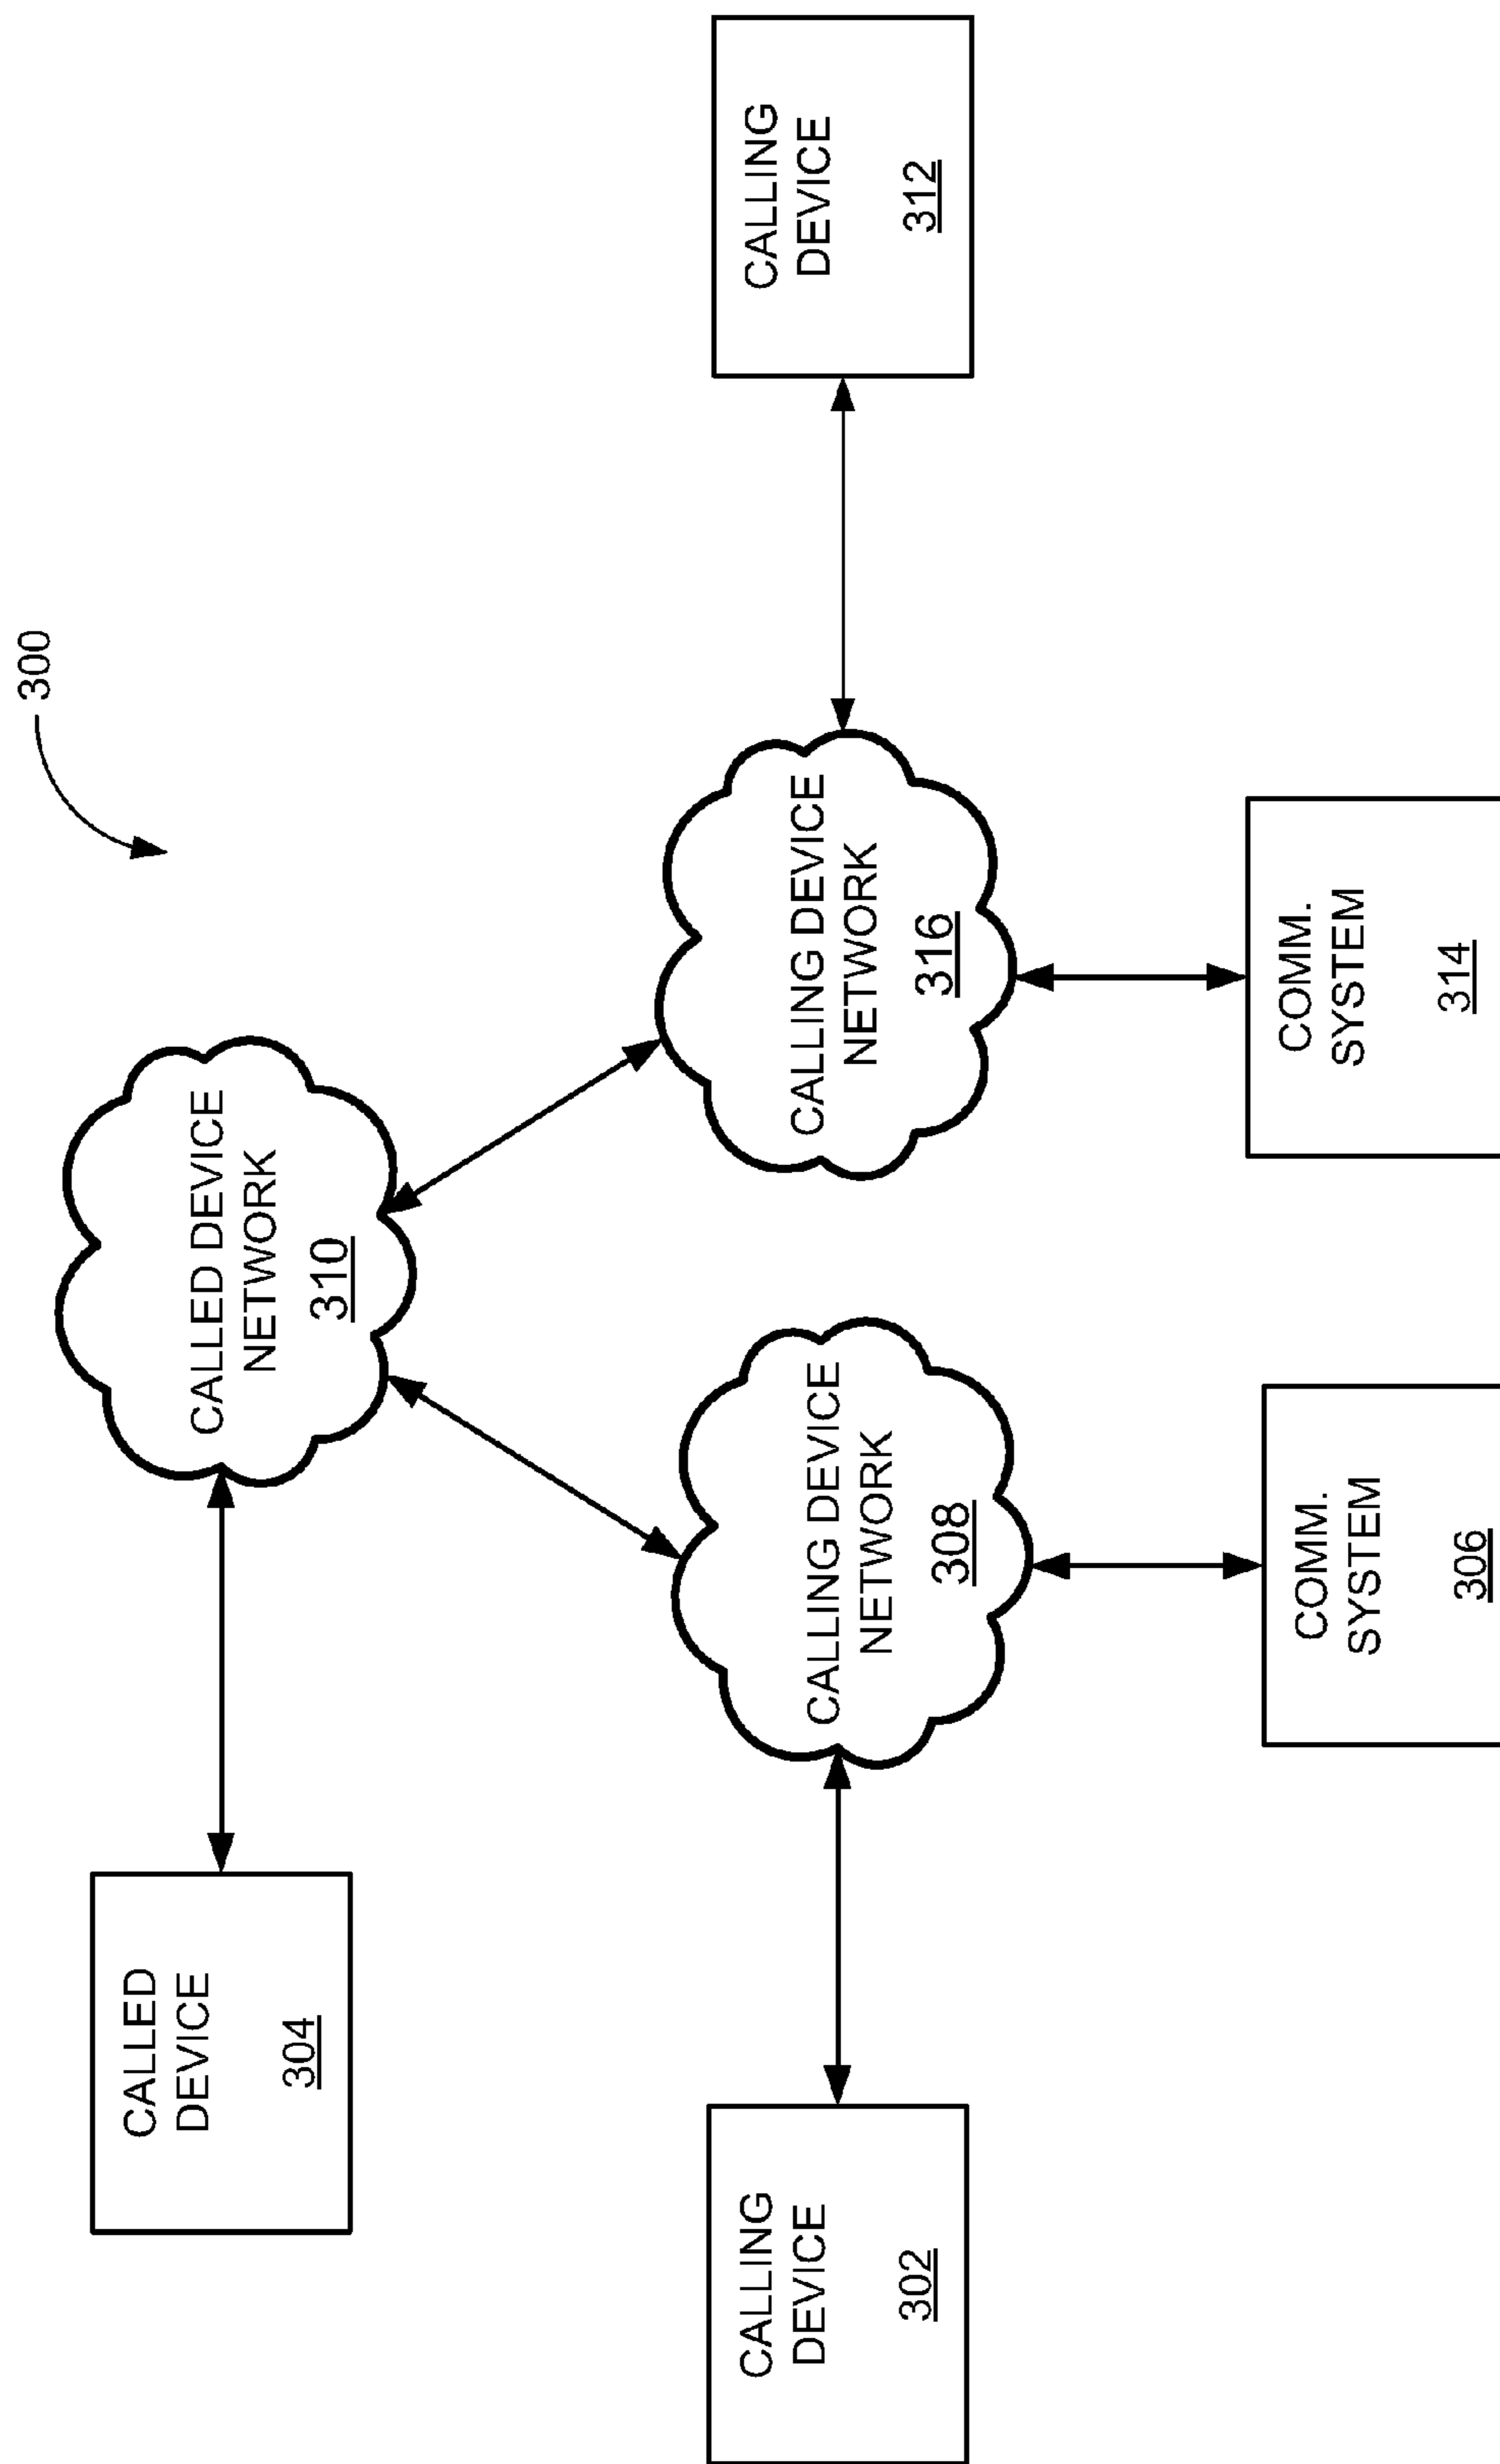 300
CALLED
DEVICE
304
CALLED DEVICE
NETWORK
310
CALLING
DEVICE
302
CALLING DEVICE
NETWORK
308
CALLING DEVICE
NETWORK
316
CALLING
DEVICE
312
COMM.
SYSTEM
306
COMM.
SYSTEM
314